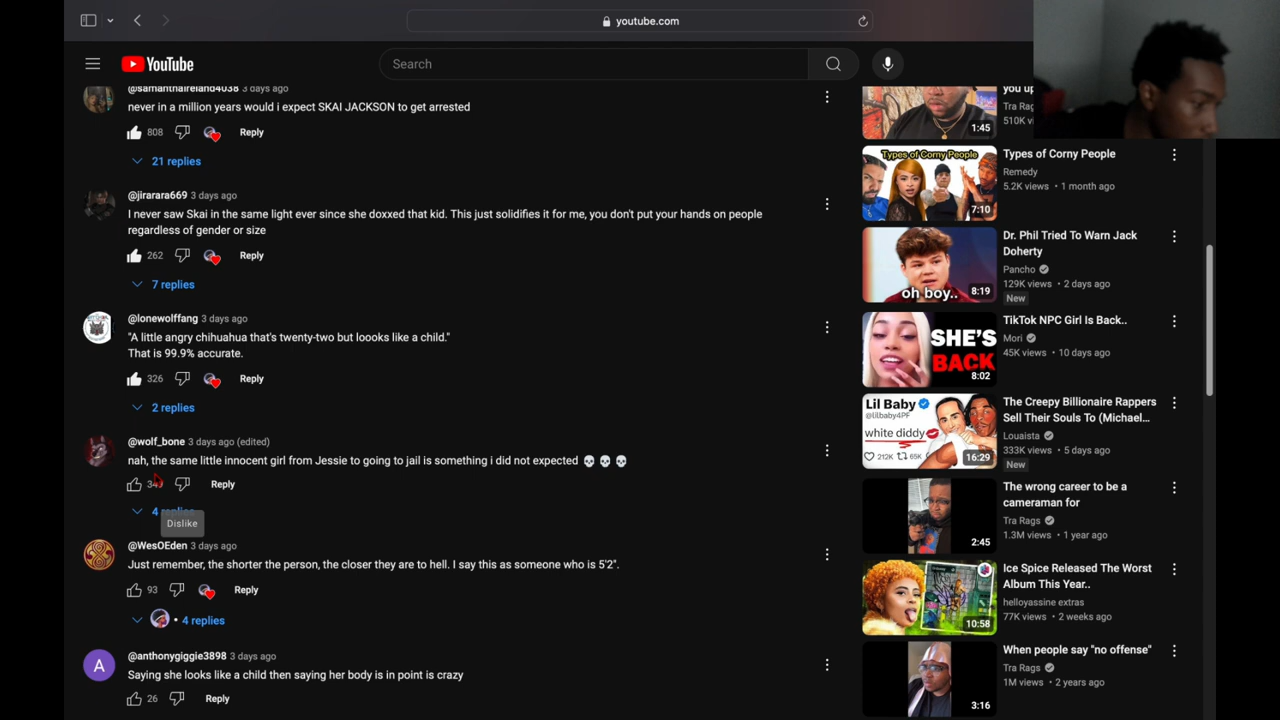 youtube.com
YouTube
Search
@samanthaireland4038 3 days ago
never in a million years would i expect SKAI JACKSON to get arrested
808 Reply
21 replies
@jirarara669 3 days ago
I never saw Skai in the same light ever since she doxxed that kid. This just solidifies it for me, you don't put your hands on people
regardless of gender or size
262 Reply
7 replies
@lonewolffang 3 days ago
"A little angry chihuahua that's twenty-two but loooks like a child."
That is 99.9% accurate.
326 Reply
2 replies
@wolf_bone 3 days ago (edited)
nah, the same little innocent girl from Jessie to going to jail is something i did not expected
Reply
4 replies
Dislike
@WesOEden 3 days ago
Just remember, the shorter the person, the closer they are to hell. I say this as someone who is 5'2".
93 Reply
4 replies
@anthonygiggie3898 3 days ago
Saying she looks like a child then saying her body is in point is crazy
26 Reply
you up
Tra Rag
510K vi
1:45
Types of Corny People
7:10
Types of Corny People
Remedy
5.2K views • 1 month ago
oh boy..
8:19
Dr. Phil Tried To Warn Jack
Doherty
Pancho
129K views • 2 days ago
New
SHE'S
BACK
8:02
TikTok NPC Girl Is Back..
Mori
45K views • 10 days ago
Lil Baby
@lilbaby4PF
white diddy
212K 65K
16:29
The Creepy Billionaire Rappers
Sell Their Souls To (Michael...
Louaista
333K views • 5 days ago
New
2:45
The wrong career to be a
cameraman for
Tra Rags
1.3M views • 1 year ago
10:58
Ice Spice Released The Worst
Album This Year..
helloyassine extras
77K views • 2 weeks ago
3:16
When people say "no offense"
Tra Rags
1M views • 2 years ago